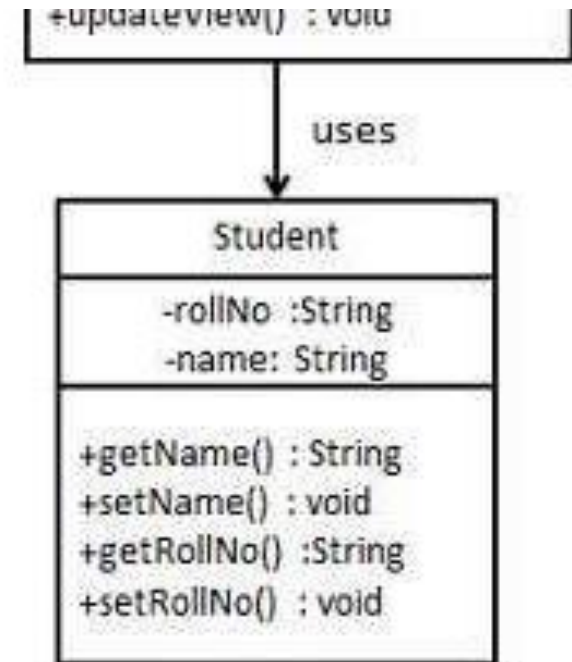 +updateView() : void
uses
Student
-rollNo :String
-name: String
+getName() : String
+setName() : void
+getRollNo() :String
+setRollNo() : void